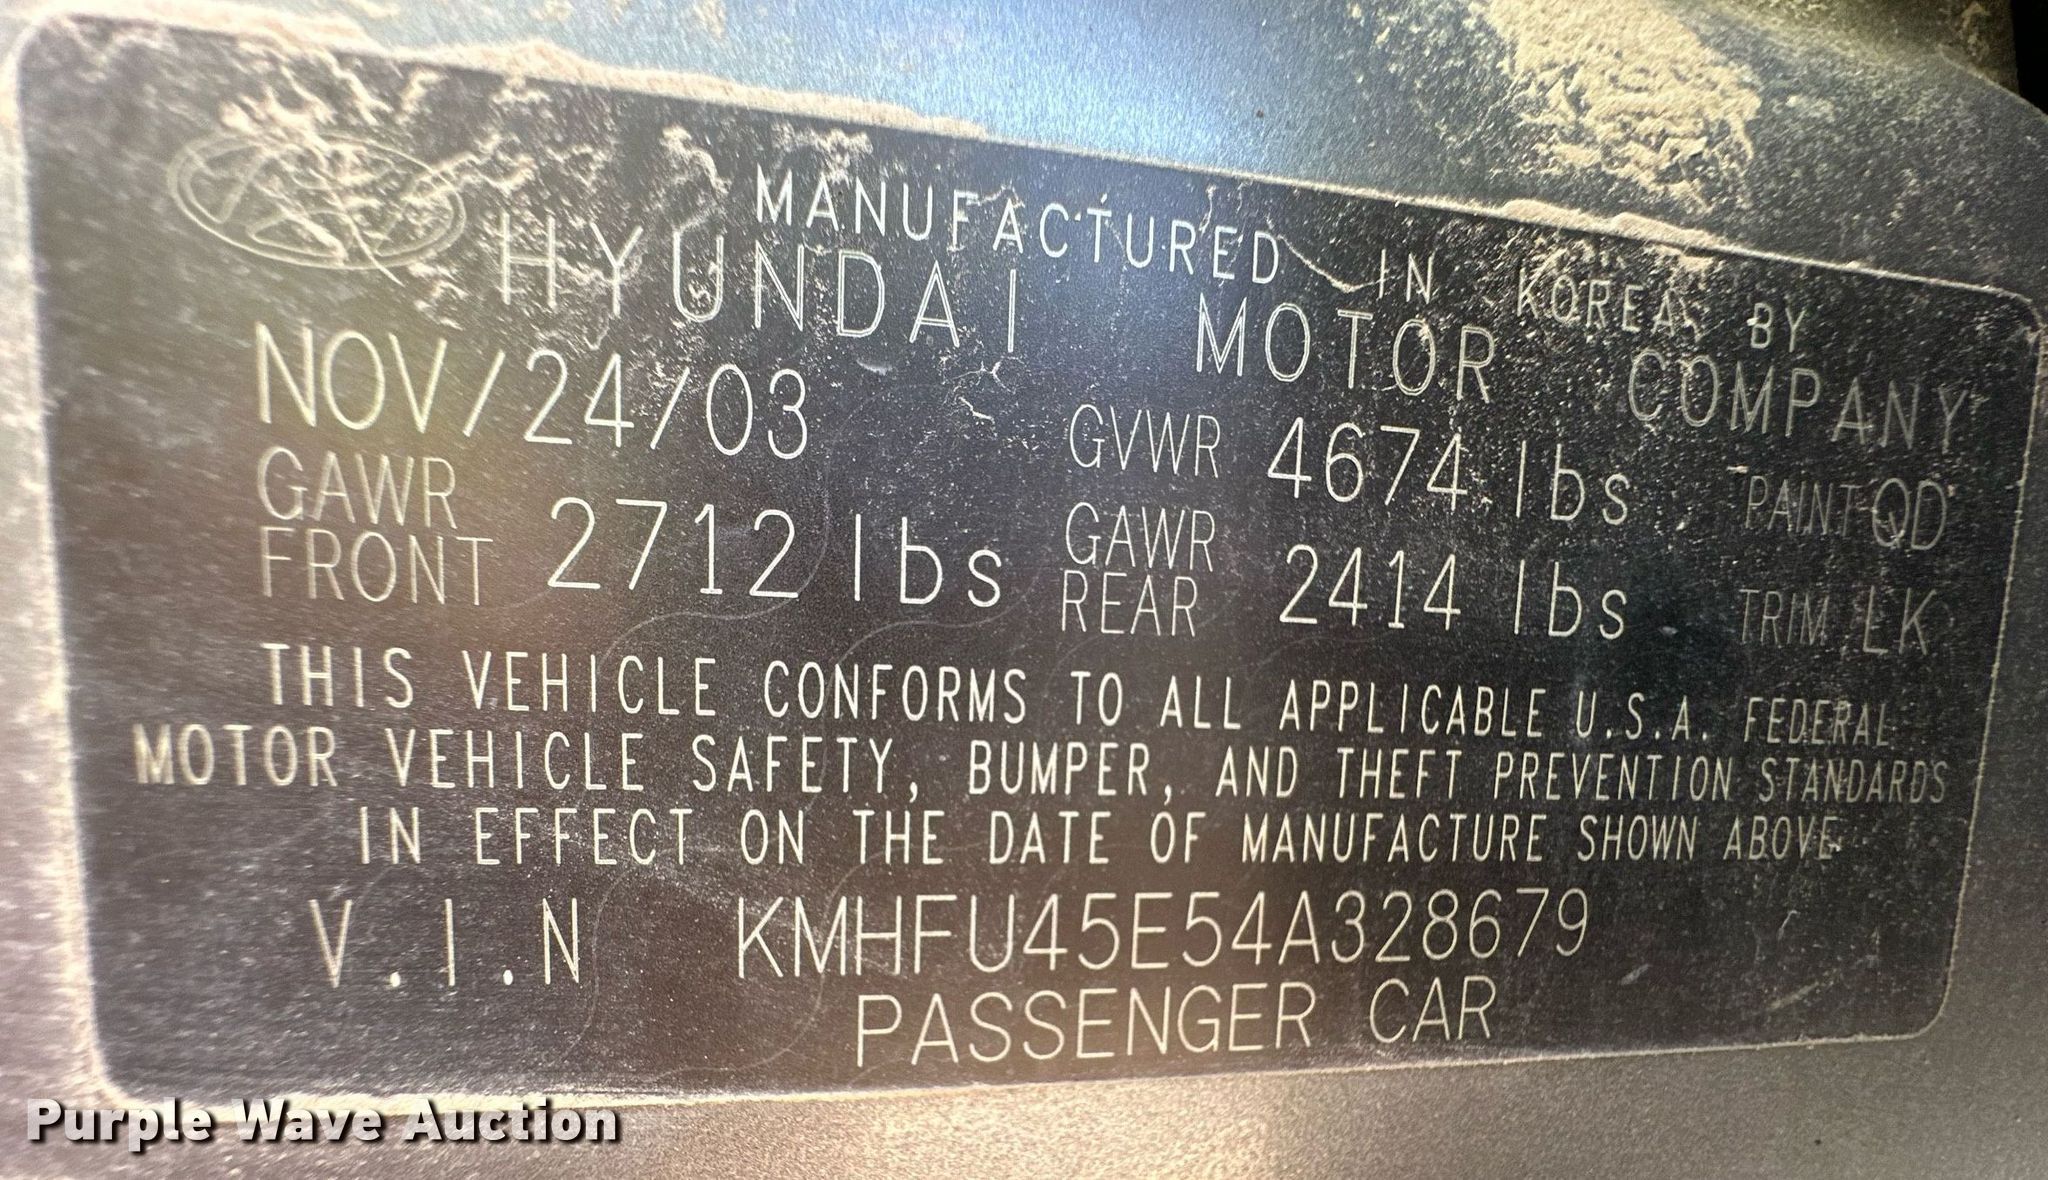 MANUFACTURED IN KOREA BY
HYUNDAI MOTOR COMPANY
NOV/24/03 GVWR 4674 lbs PAINT QD
GAWR FRONT 2712 lbs GAWR REAR 2414 lbs TRIM LK
THIS VEHICLE CONFORMS TO ALL APPLICABLE U.S.A. FEDERAL
MOTOR VEHICLE SAFETY, BUMPER, AND THEFT PREVENTION STANDARDS
IN EFFECT ON THE DATE OF MANUFACTURE SHOWN ABOVE
V.I.N KMHFU45E54A328679
PASSENGER CAR
Purple Wave Auction